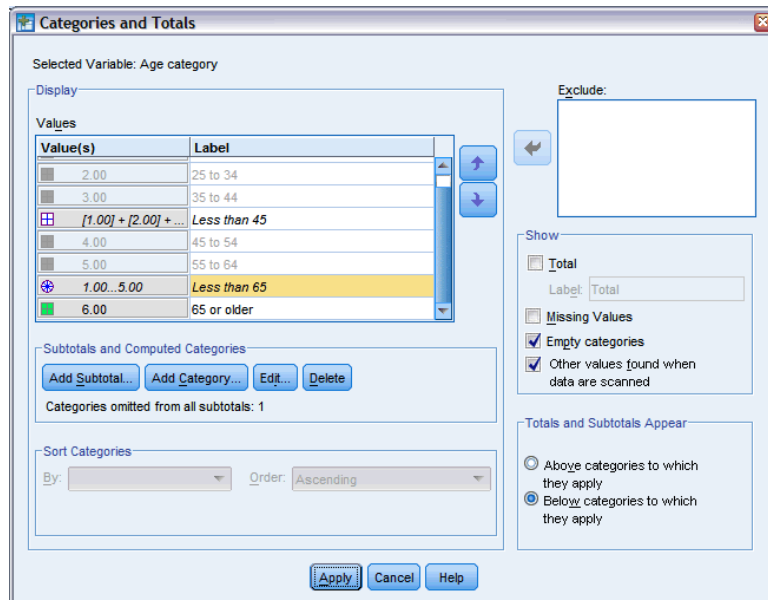 Categories and Totals
Selected Variable: Age category
Display
Values
Value(s) Label
2.00 25 to 34
3.00 35 to 44
[1.00] + [2.00] + ... Less than 45
4.00 45 to 54
5.00 55 to 64
1.00...5.00 Less than 65
6.00 65 or older
Subtotals and Computed Categories
Add Subtotal... Add Category... Edit... Delete
Categories omitted from all subtotals: 1
Sort Categories
By: Order: Ascending
Exclude:
Show
Total
Label: Total
Missing Values
Empty categories
Other values found when
data are scanned
Totals and Subtotals Appear
Above categories to which
they apply
Below categories to which
they apply
Apply Cancel Help